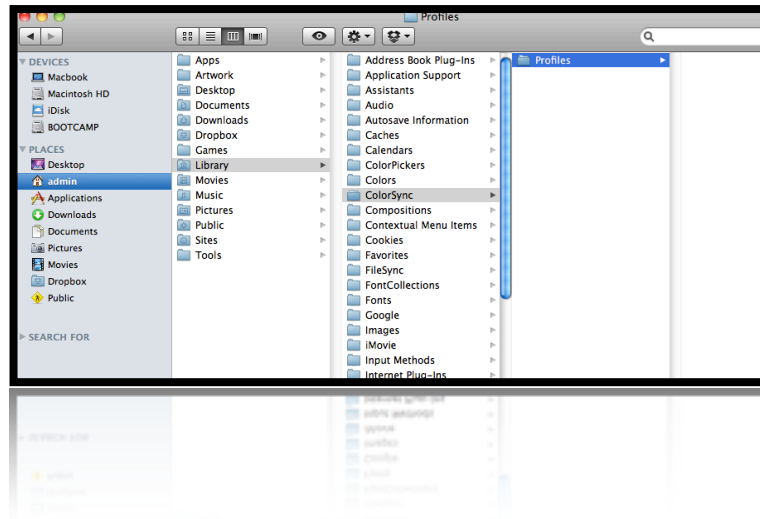 Profiles
DEVICES
Macbook
Macintosh HD
iDisk
BOOTCAMP
PLACES
Desktop
admin
Applications
Downloads
Documents
Pictures
Movies
Dropbox
Public
SEARCH FOR
Apps
Artwork
Desktop
Documents
Downloads
Dropbox
Games
Library
Movies
Music
Pictures
Public
Sites
Tools
Address Book Plug-Ins
Application Support
Assistants
Audio
Autosave Information
Caches
Calendars
ColorPickers
Colors
ColorSync
Compositions
Contextual Menu Items
Cookies
Favorites
FileSync
FontCollections
Fonts
Google
Images
iMovie
Input Methods
Internet Plug-Ins
Profiles